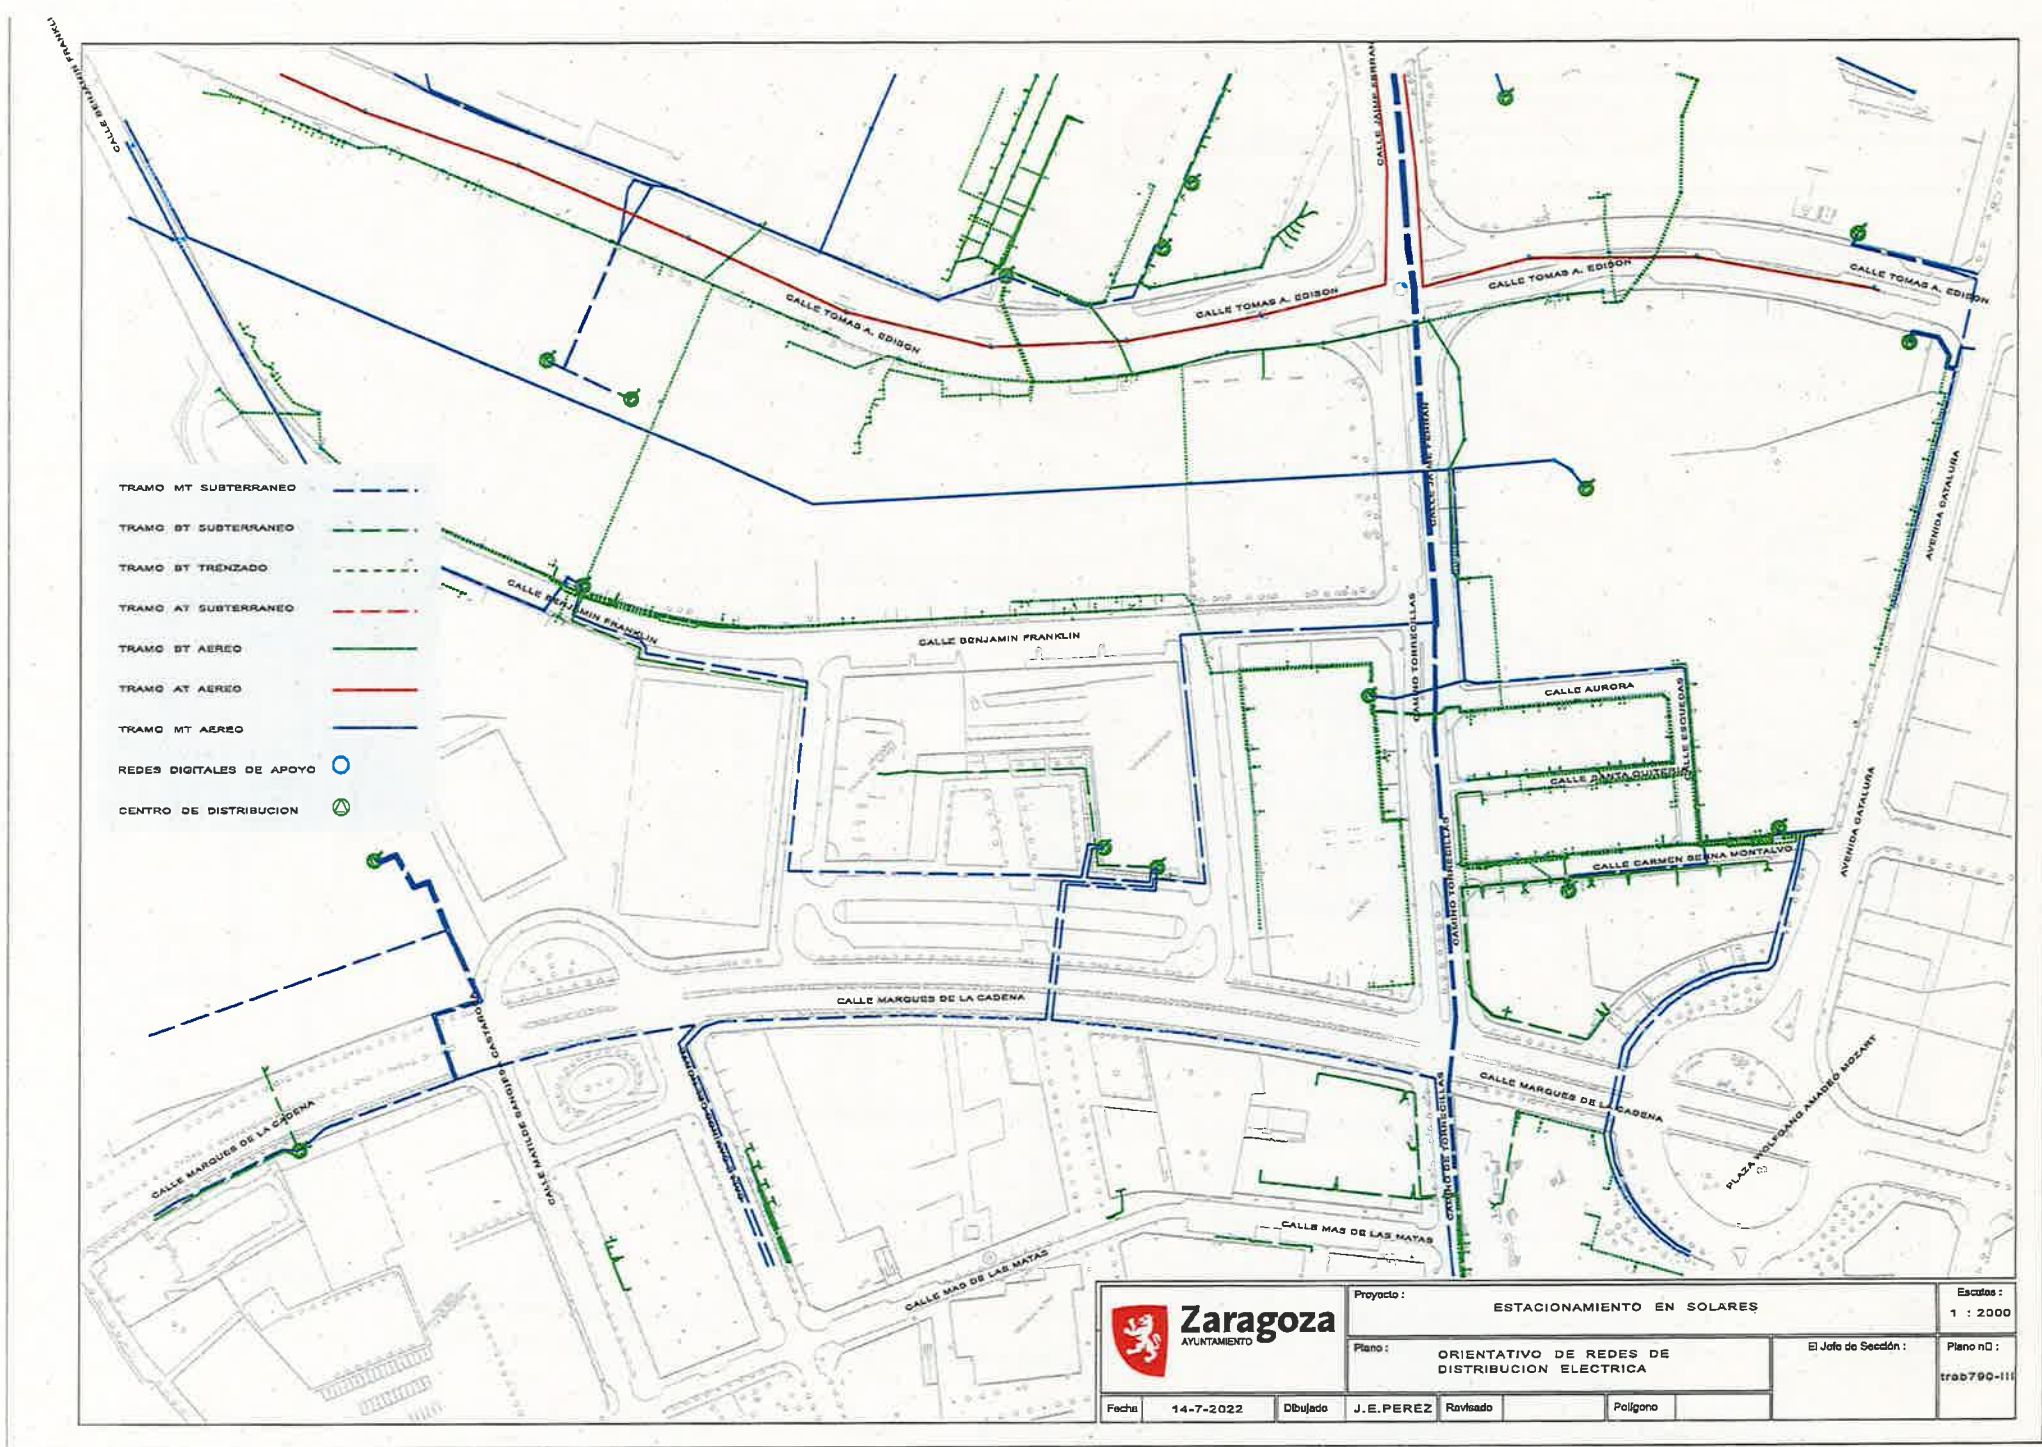 CALLE BENJAMIN FRANKLI
CALLE JAIME FERRAN
CALLE TOMAS A. EDISON
CALLE TOMAS A. EDISON
CALLE TOMAS A. EDISON
CALLE TOMAS A. EDISON
CALLE JAIME FERRAN
AVENIDA CATALUÑA
TRAMO MT SUBTERRANEO
TRAMO BT SUBTERRANEO
TRAMO BT TRENZADO
TRAMO AT SUBTERRANEO
TRAMO BT AEREO
TRAMO AT AEREO
TRAMO MT AEREO
REDES DIGITALES DE APOYO
CENTRO DE DISTRIBUCION
CALLE BENJAMIN FRANKLIN
CALLE BENJAMIN FRANKLIN
CAMINO TORRECILLAS
CALLE AURORA
CALLE ESQUEDAS
CALLE SANTA QUITERIA
CALLE CARMEN SERNA MONTALVO
AVENIDA CATALUÑA
CAMINO TORRECILLAS
CALLE MARQUES DE LA CADENA
CALLE MATILDE SANGÜESA CASTAÑO
CALLE MARQUES DE LA CADENA
CALLE MARQUES DE LA CADENA
CAMINO DE TORRECILLAS
PLAZA WOLFGANG AMADEO MOZART
CALLE MAS DE LAS MATAS
CALLE MAS DE LAS MATAS
Zaragoza
AYUNTAMIENTO
Proyecto :
ESTACIONAMIENTO EN SOLARES
Escalas :
1 : 2000
Plano :
ORIENTATIVO DE REDES DE
DISTRIBUCION ELECTRICA
El Jefe de Sección :
Plano n□ :
trab790-III
Fecha
14-7-2022
Dibujado
J.E.PEREZ
Revisado
Polígono